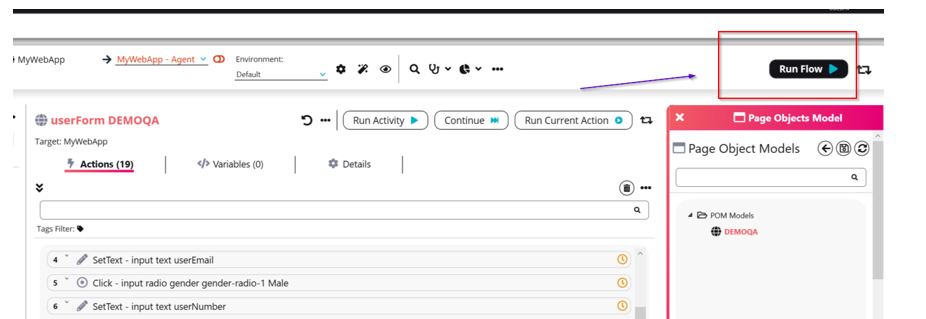 MyWebApp
MyWebApp - Agent
Environment:
Default
Run Flow
userForm DEMOQA
Run Activity
Continue
Run Current Action
Target: MyWebApp
Actions (19)
Variables (0)
Details
Tags Filter:
4 SetText - input text userEmail
5 Click - input radio gender gender-radio-1 Male
6 SetText - input text userNumber
Page Objects Model
Page Object Models
POM Models
DEMOQA